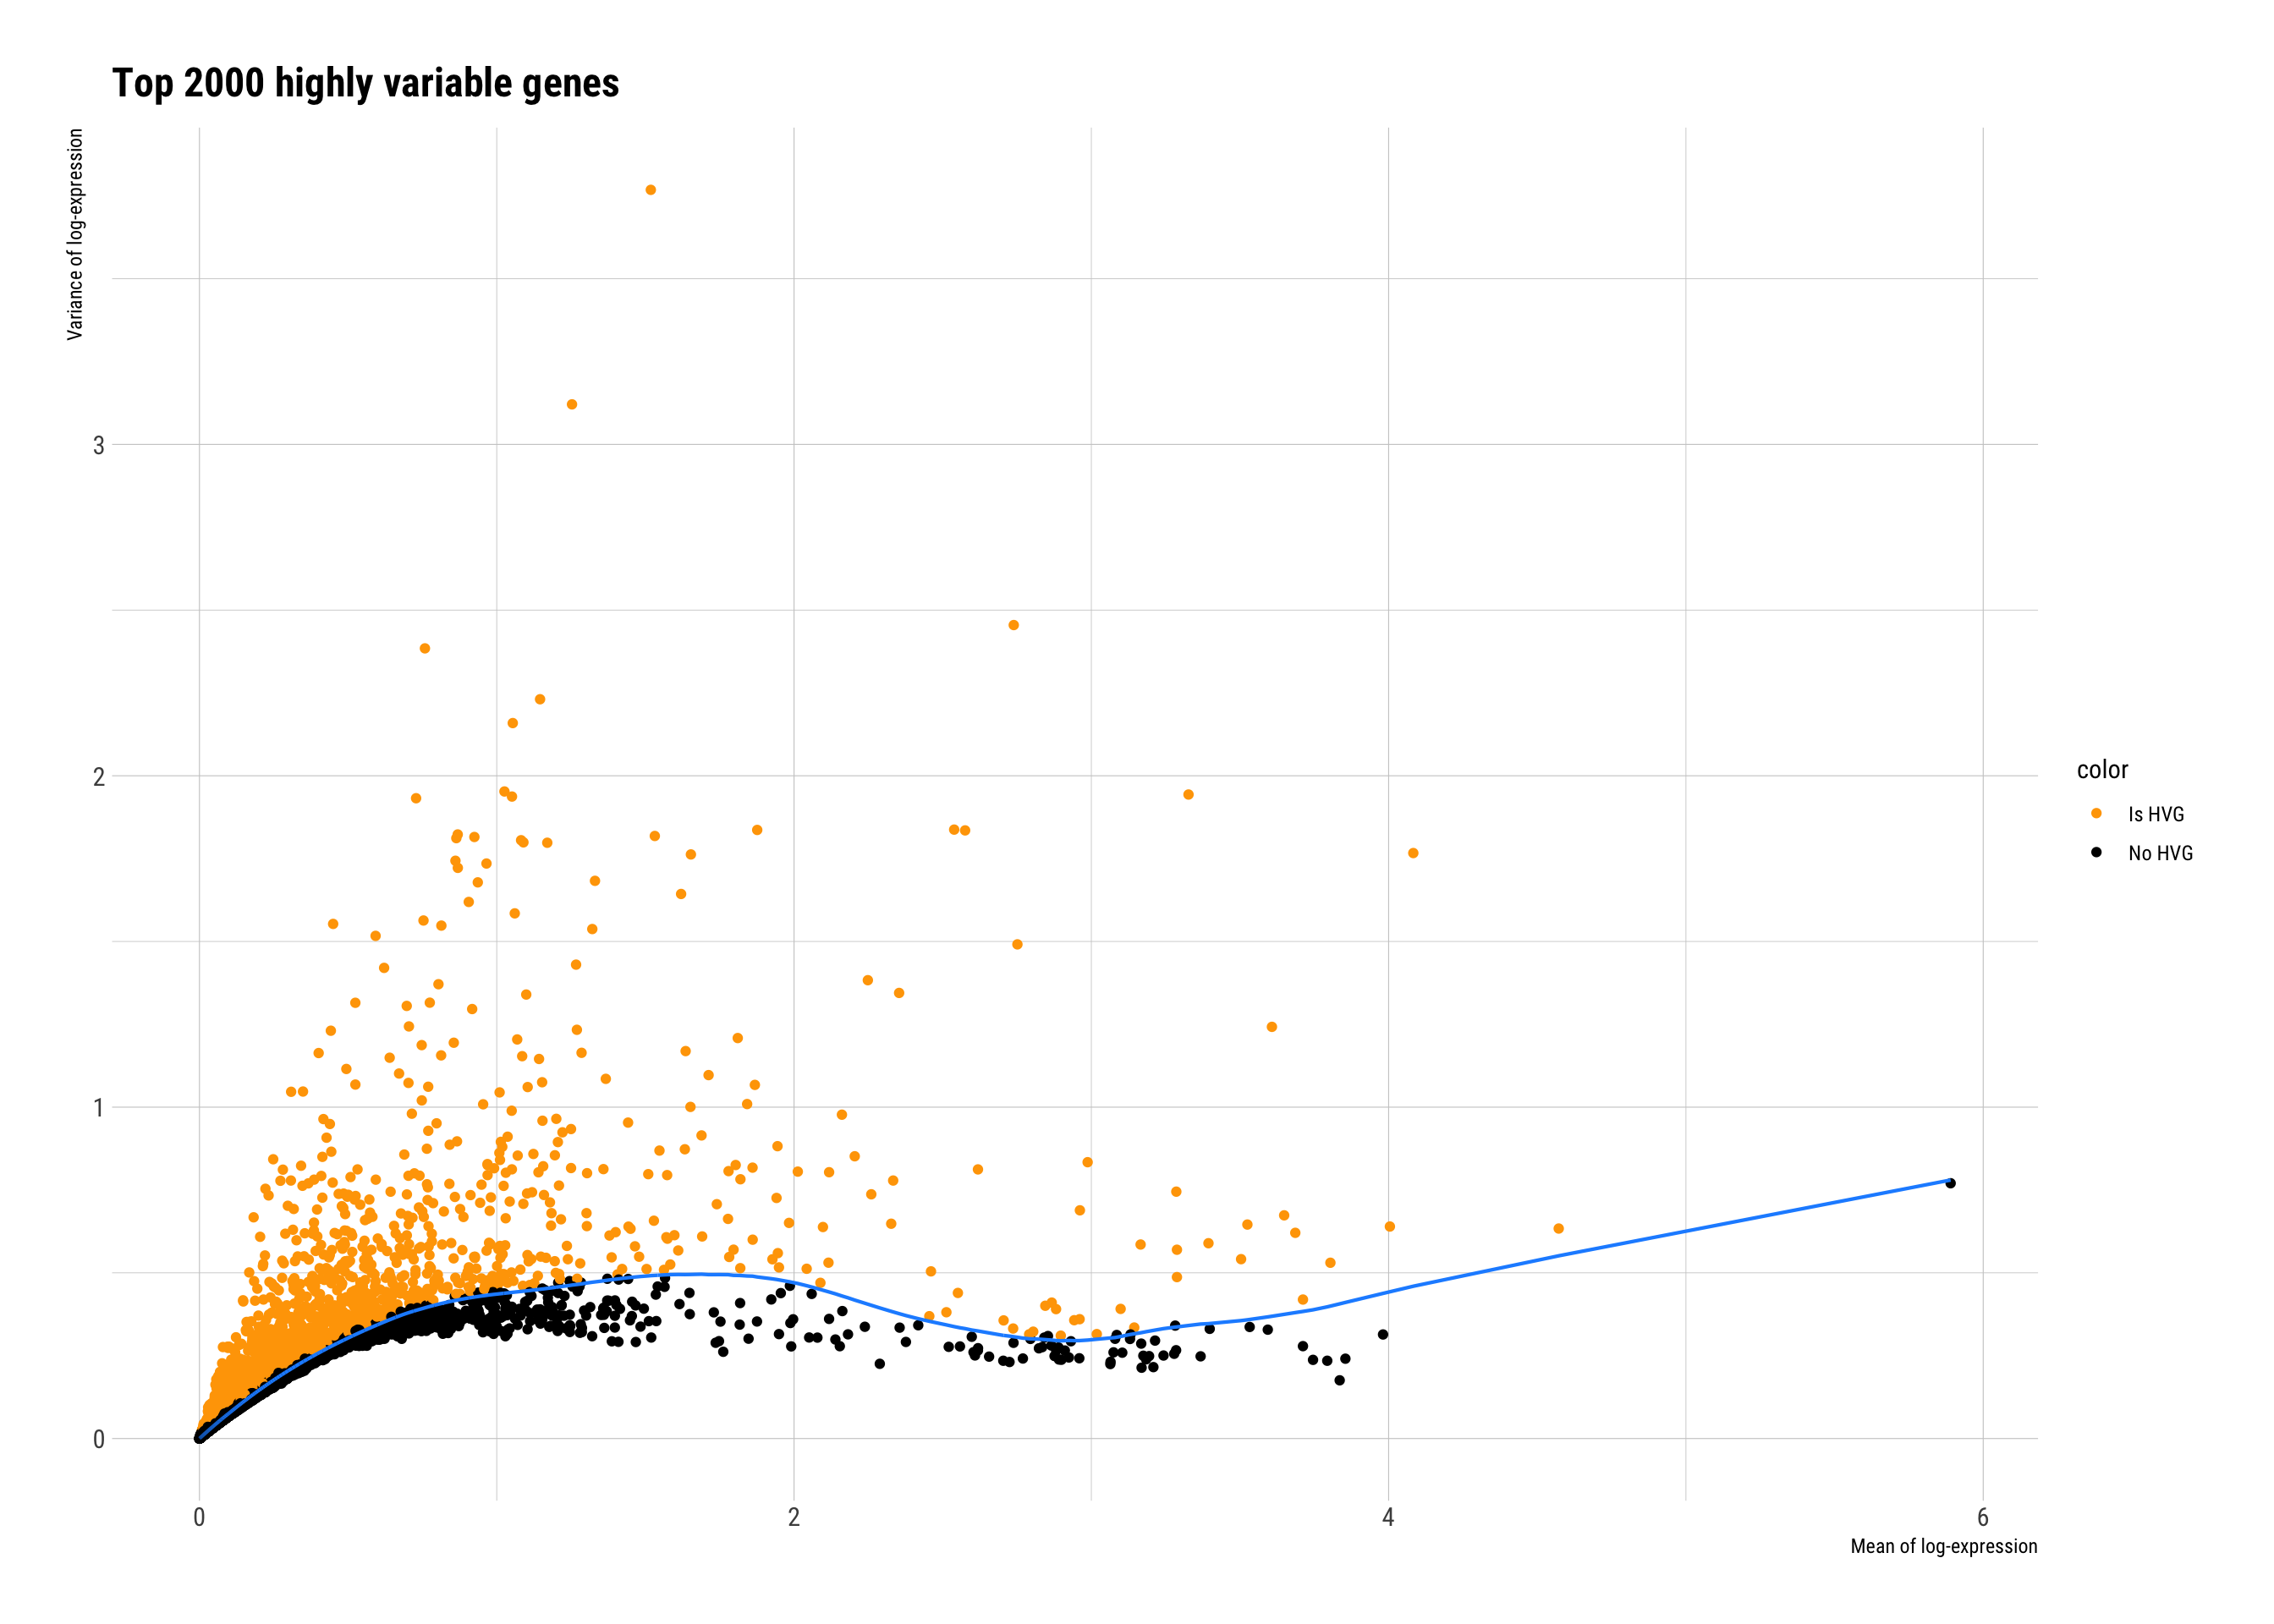 Top 2000 highly variable genes
Variance of log-expression
3
2
1
0
0
2
4
6
Mean of log-expression
color
Is HVG
No HVG